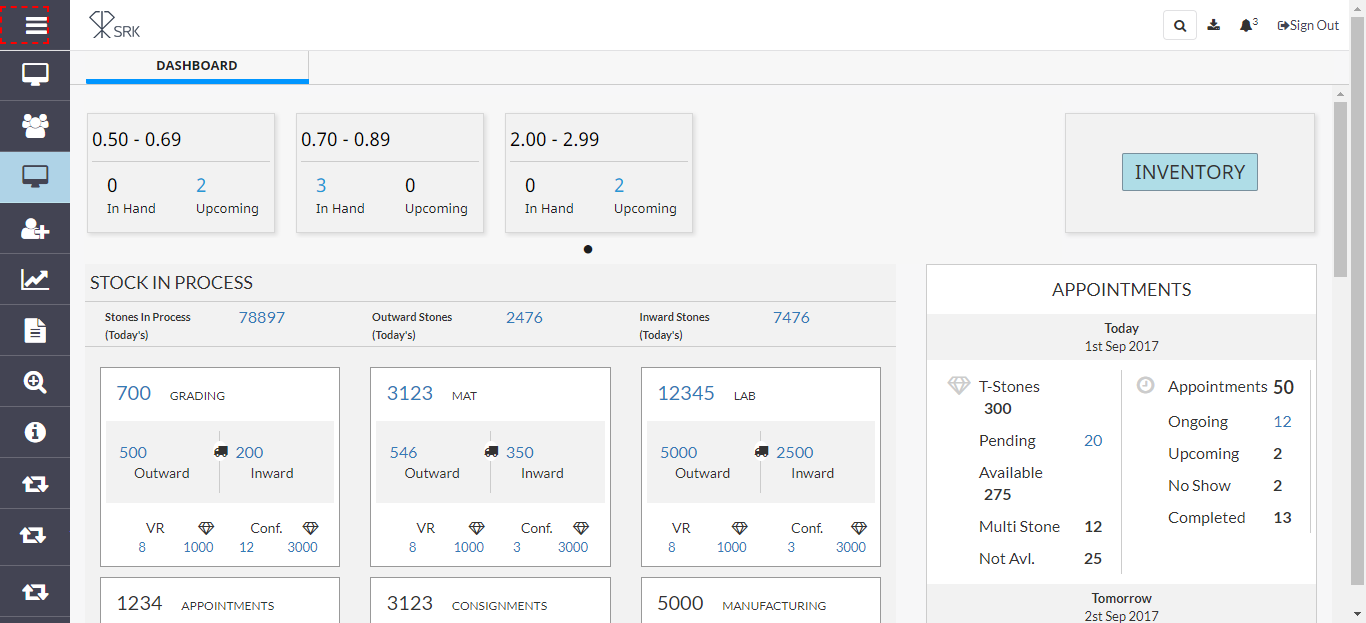 SRK
3
Sign Out
DASHBOARD
0.50 - 0.69
0 2
In Hand Upcoming
0.70 - 0.89
3 0
In Hand Upcoming
2.00 - 2.99
0 2
In Hand Upcoming
INVENTORY
STOCK IN PROCESS
Stones In Process 78897
(Today's)
Outward Stones 2476
(Today's)
Inward Stones 7476
(Today's)
700 GRADING
500 200
Outward Inward
VR Conf.
8 1000 12 3000
3123 MAT
546 350
Outward Inward
VR Conf.
8 1000 3 3000
12345 LAB
5000 2500
Outward Inward
VR Conf.
8 1000 3 3000
1234 APPOINTMENTS
3123 CONSIGNMENTS
5000 MANUFACTURING
APPOINTMENTS
Today
1st Sep 2017
T-Stones
300
Pending 20
Available
275
Multi Stone 12
Not Avl. 25
Appointments 50
Ongoing 12
Upcoming 2
No Show 2
Completed 13
Tomorrow
2st Sep 2017